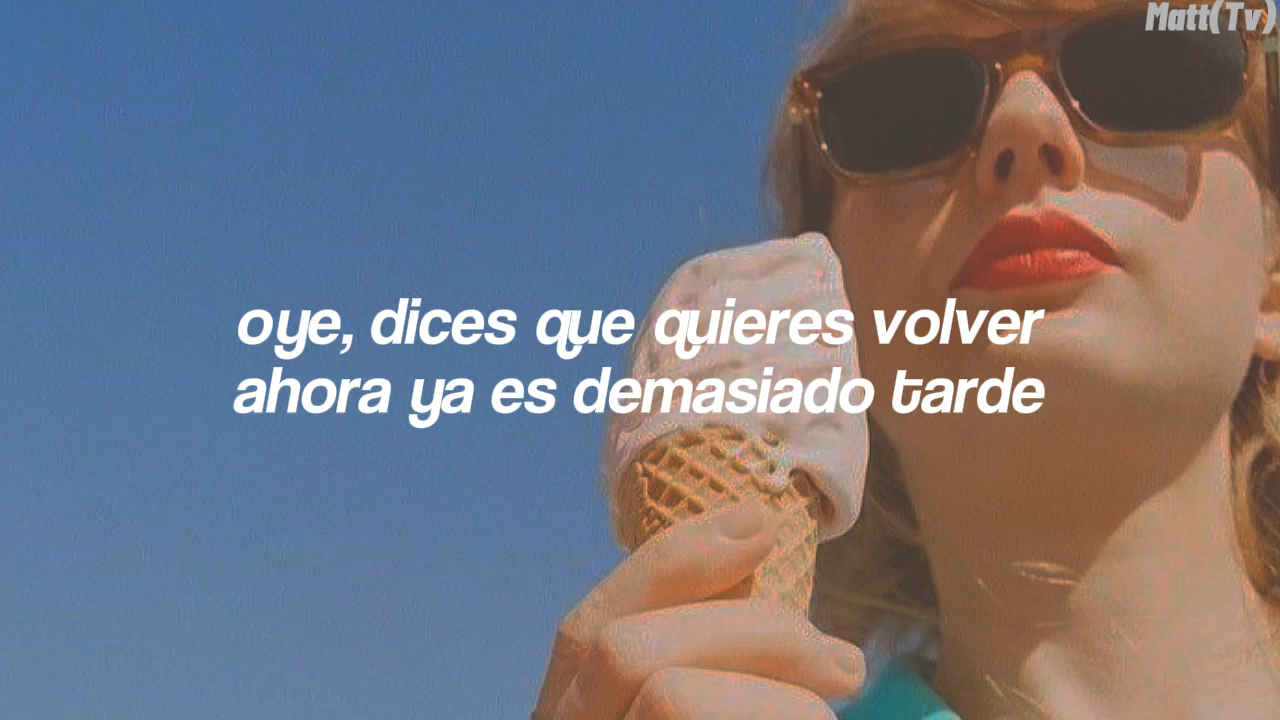 Matt(Tv)
oye, dices que quieres volver
ahora ya es demasiado tarde